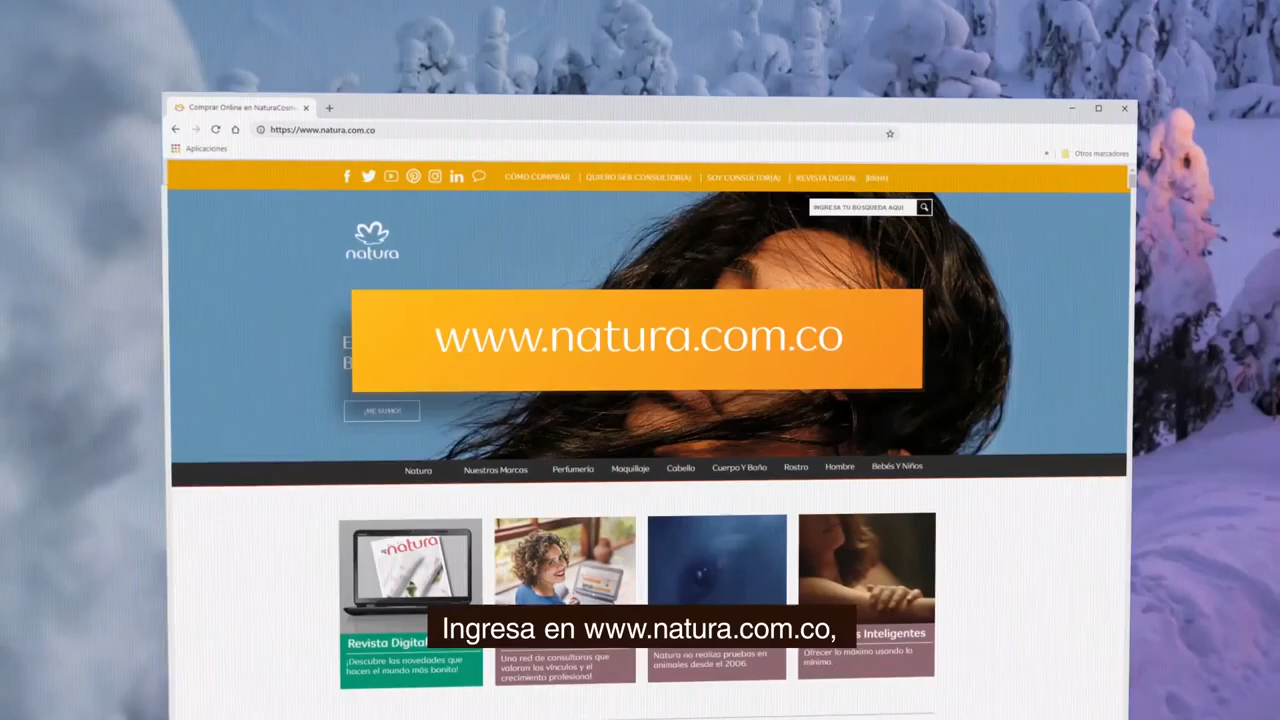 Comprar Online en NaturaCosm
https://www.natura.com.co
Aplicaciones
Otros marcadores
CÓMO COMPRAR | QUIERO SER CONSULTOR(A) | SOY CONSULTOR(A) | REVISTA DIGITAL
INGRESA TU BÚSQUEDA AQUÍ
natura
www.natura.com.co
¡ME SUMO!
Natura Nuestras Marcas Perfumería Maquillaje Cabello Cuerpo Y Baño Rostro Hombre Bebés Y Niños
natura
Revista Digital
¡Descubre las novedades que
hacen el mundo más bonito!
Una red de consultoras que
valoran los vínculos y el
crecimiento profesional
Natura no realiza pruebas en
animales desde el 2006.
s Inteligentes
Ofrecer lo máximo usando lo
mínimo.
Ingresa en www.natura.com.co,